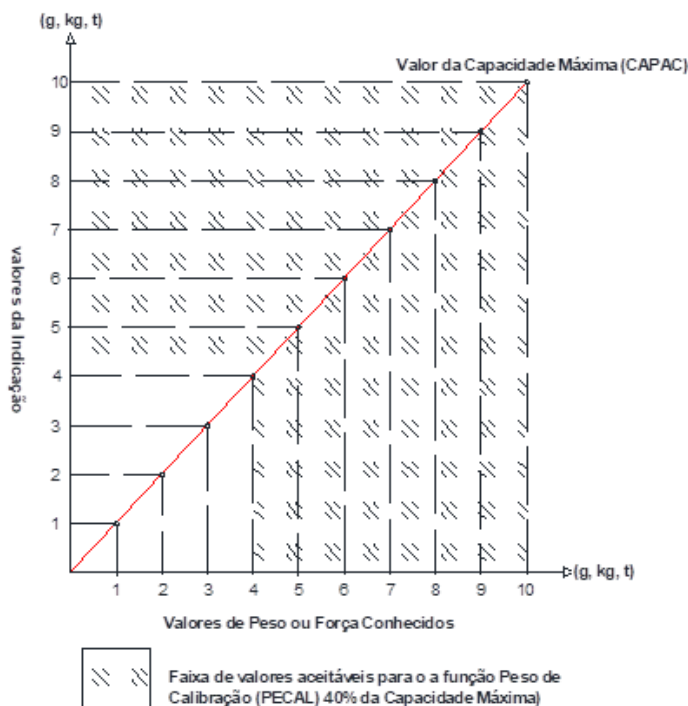 (g, kg, t)
Valor da Capacidade Máxima (CAPAC)
10
9
8
7
6
5
4
3
2
1
valores da Indicação
1 2 3 4 5 6 7 8 9 10
(g, kg, t)
Valores de Peso ou Força Conhecidos
Faixa de valores aceitáveis para o a função Peso de
Calibração (PECAL) 40% da Capacidade Máxima)